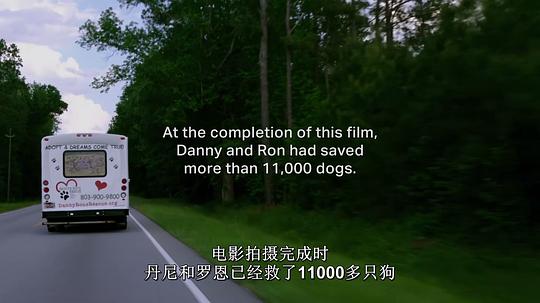 At the completion of this film,
Danny and Ron had saved
more than 11,000 dogs.
ADOPT & DREAMS COME TRUE!
803-900-9800
电影拍摄完成时
丹尼和罗恩已经救了11000多只狗